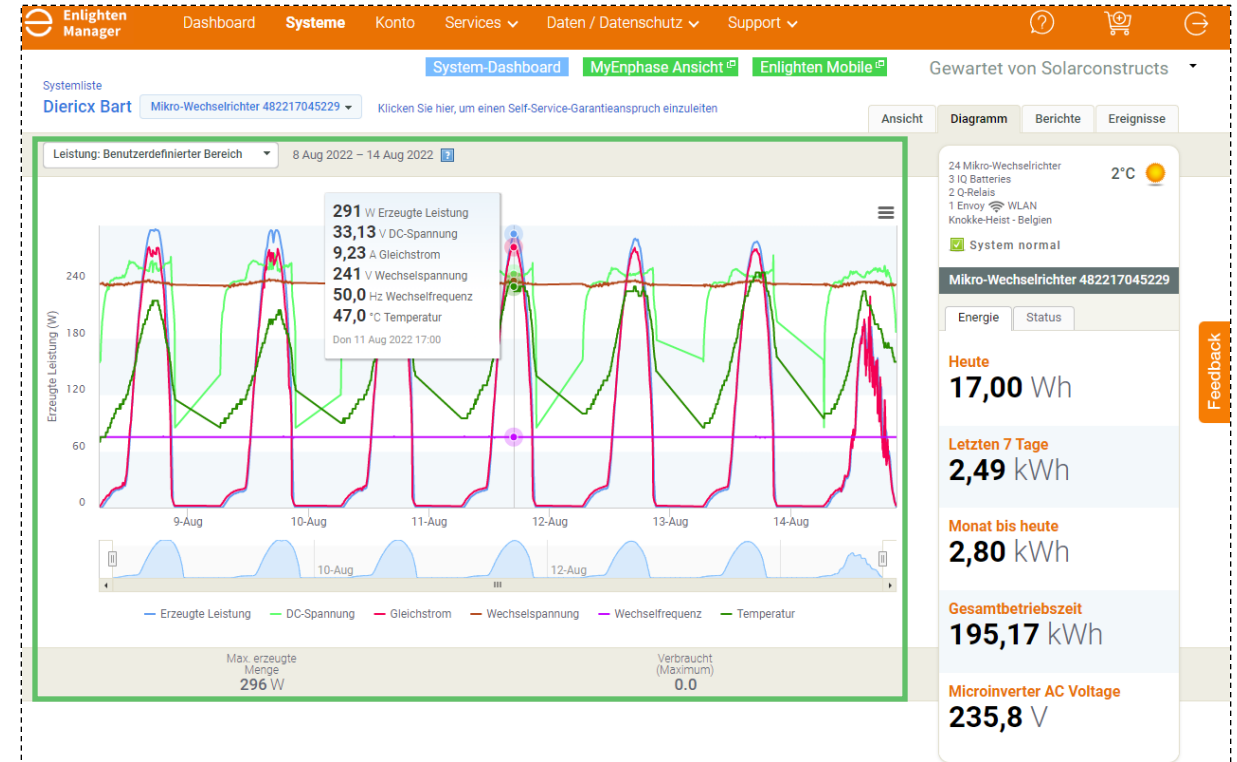 Enlighten
Manager
Dashboard Systeme Konto Services Daten / Datenschutz Support
System-Dashboard MyEnphase Ansicht Enlighten Mobile Gewartet von Solarconstructs
Systemliste
Diericx Bart Mikro-Wechselrichter 482217045229 Klicken Sie hier, um einen Self-Service-Garantieanspruch einzuleiten
Ansicht Diagramm Berichte Ereignisse
Leistung: Benutzerdefinierter Bereich 8 Aug 2022 – 14 Aug 2022 ?
291 W Erzeugte Leistung
33,13 V DC-Spannung
9,23 A Gleichstrom
241 V Wechselspannung
50,0 Hz Wechselfrequenz
47,0 °C Temperatur
Don 11 Aug 2022 17:00
Erzeugte Leistung (W)
240
180
120
60
0
9-Aug 10-Aug 11-Aug 12-Aug 13-Aug 14-Aug
10-Aug 12-Aug
Erzeugte Leistung DC-Spannung Gleichstrom Wechselspannung Wechselfrequenz Temperatur
Max. erzeugte
Menge
296 W
Verbraucht
(Maximum)
0.0
24 Mikro-Wechselrichter
3 IQ Batteries
2 Q-Relais
1 Envoy WLAN
Knokke-Heist - Belgien
2°C
System normal
Mikro-Wechselrichter 482217045229
Energie Status
Heute
17,00 Wh
Letzten 7 Tage
2,49 kWh
Monat bis heute
2,80 kWh
Gesamtbetriebszeit
195,17 kWh
Microinverter AC Voltage
235,8 V
Feedback